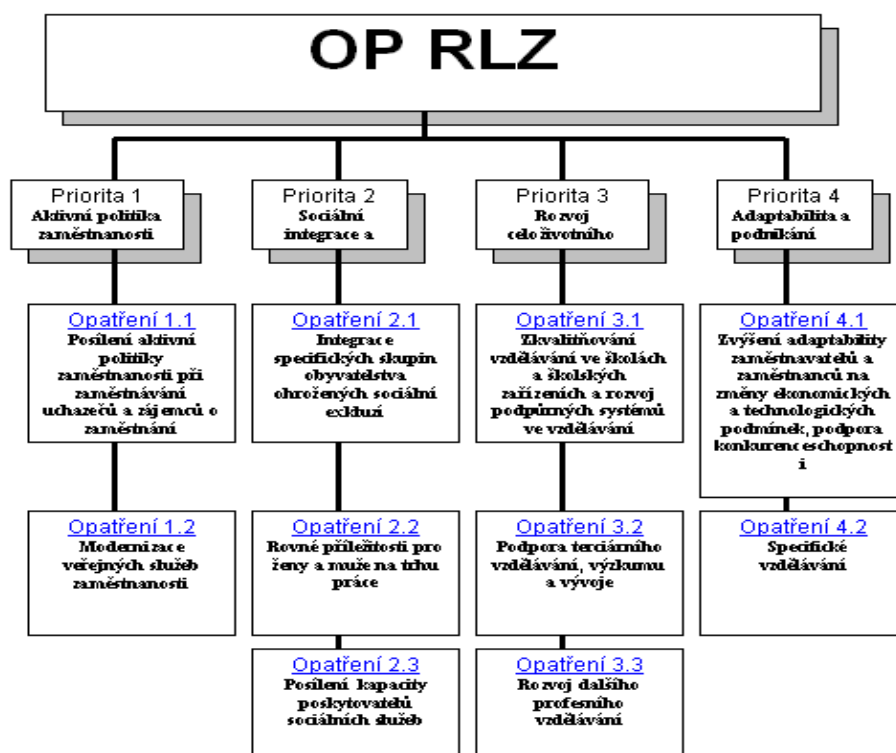 OP RLZ
Priorita 1
Aktivní politika
zaměstnanosti
Priorita 2
Sociální
integrace a
Priorita 3
Rozvoj
celoživotního
Priorita 4
Adaptabilita a
podnikání
Opatření 1.1
Posílení aktivní
politiky
zaměstnanosti při
zaměstnávání
uchazečů a zájemců o
zaměstnání
Opatření 2.1
Integrace
specifických skupin
obyvatelstva
ohrožených sociální
exkluzí
Opatření 3.1
Zkvalitňování
vzdělávání ve školách
a školských
zařízeních a rozvoj
podpůrných systémů
ve vzdělávání
Opatření 4.1
Zvýšení adaptability
zaměstnavatelů a
zaměstnanců na
změny ekonomických
a technologických
podmínek, podpora
konkurenceschopnost
i
Opatření 1.2
Modernizace
veřejných služeb
zaměstnanosti
Opatření 2.2
Rovné příležitosti pro
ženy a muže na trhu
práce
Opatření 3.2
Podpora terciárního
vzdělávání, výzkumu
a vývoje
Opatření 4.2
Specifické
vzdělávání
Opatření 2.3
Posílení kapacity
poskytovatelů
sociálních služeb
Opatření 3.3
Rozvoj dalšího
profesního
vzdělávání